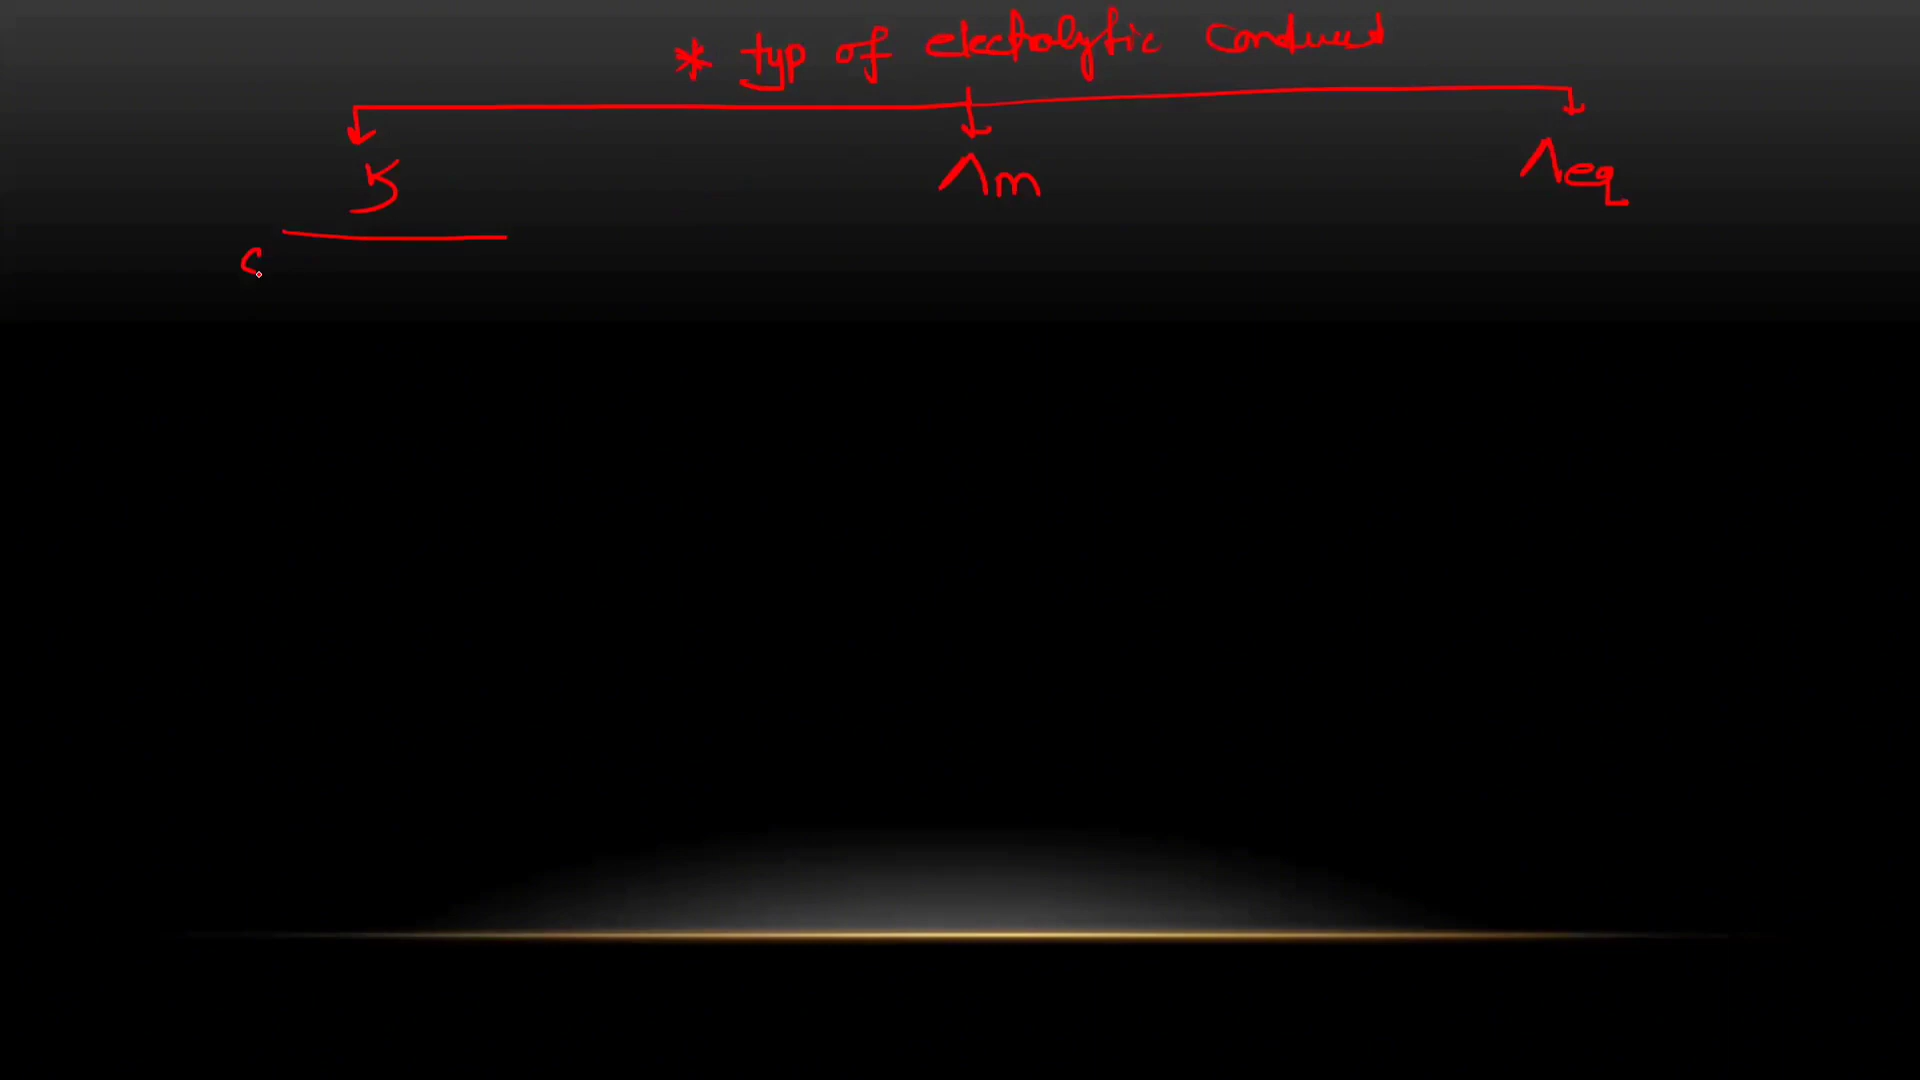 * typ of electrolytic conduct
K Λm Λeq